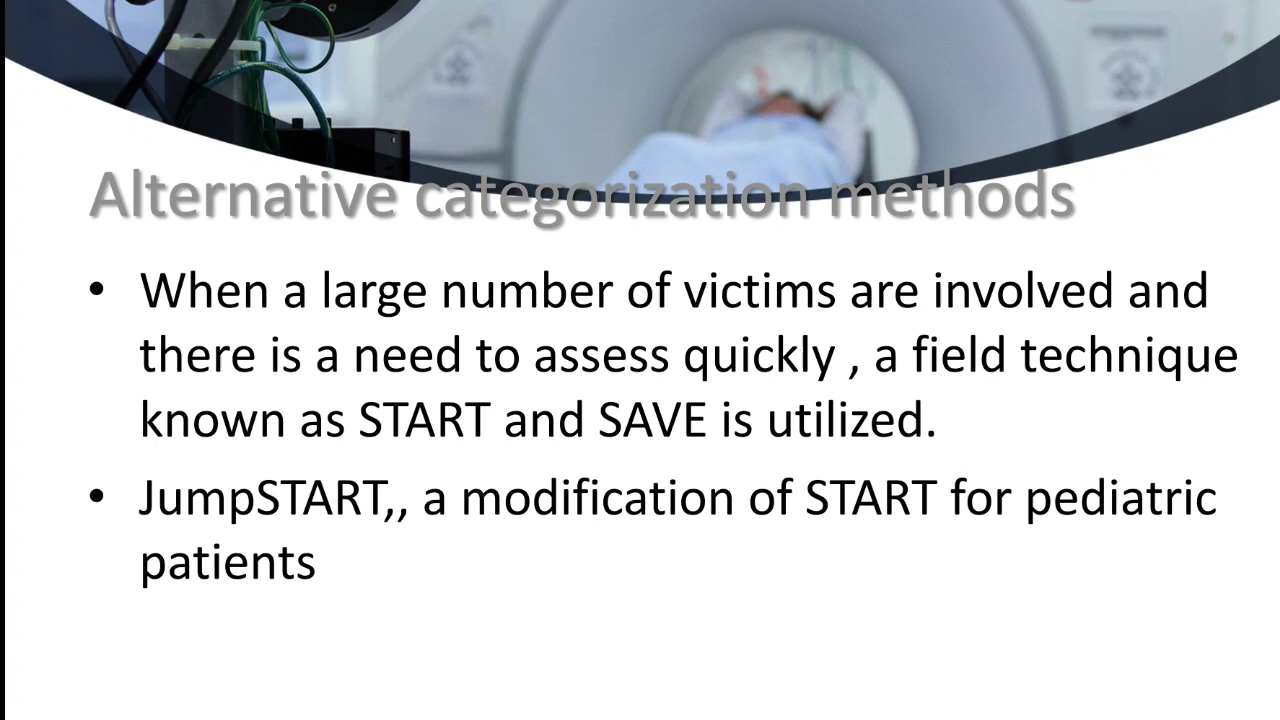 Alternative categorization methods
• When a large number of victims are involved and
there is a need to assess quickly , a field technique
known as START and SAVE is utilized.
• JumpSTART,, a modification of START for pediatric
patients